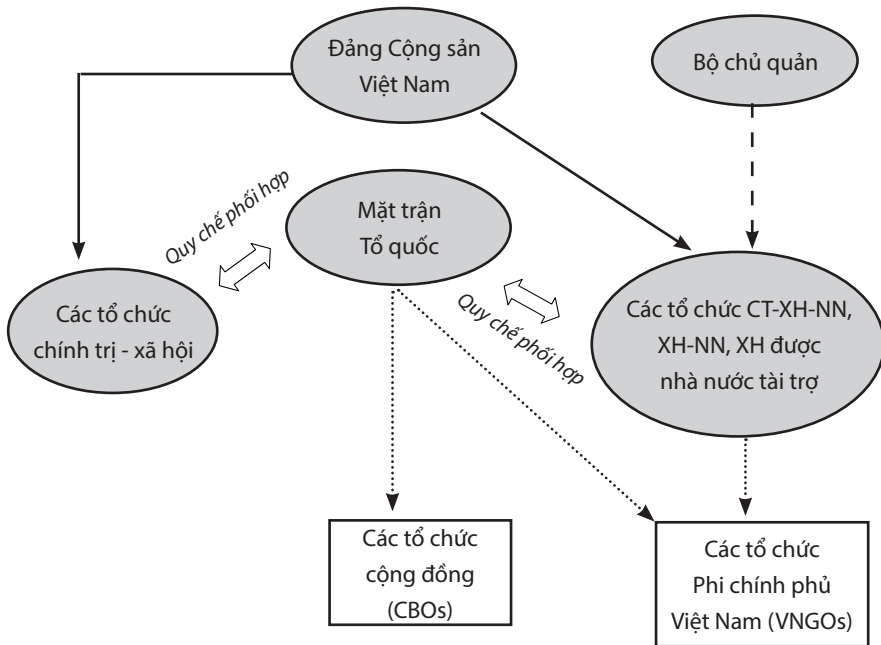 Đảng Cộng sản
Việt Nam
Bộ chủ quản
Quy chế phối hợp
Mặt trận
Tổ quốc
Các tổ chức
chính trị - xã hội
Quy chế phối hợp
Các tổ chức CT-XH-NN,
XH-NN, XH được
nhà nước tài trợ
Các tổ chức
cộng đồng
(CBOs)
Các tổ chức
Phi chính phủ
Việt Nam (VNGOs)